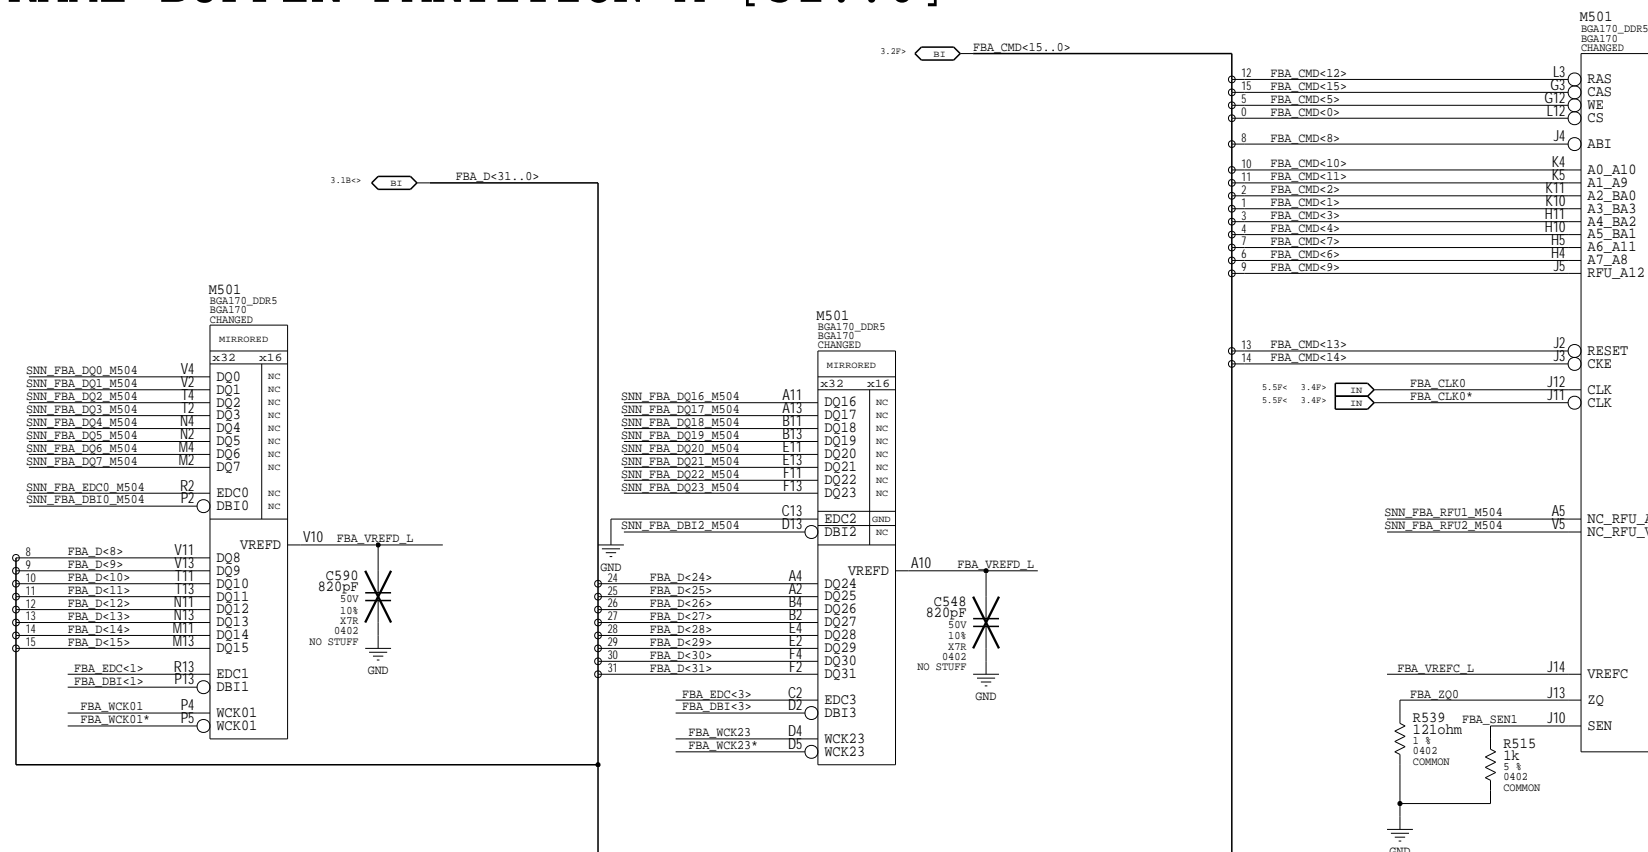 3.2F> BI FBA_CMD<15..0>
M501
BGA170_DDR5
BGA170
CHANGED
12 FBA_CMD<12> L3 RAS
15 FBA_CMD<15> G3 CAS
5 FBA_CMD<5> G12 WE
0 FBA_CMD<0> L12 CS
8 FBA_CMD<8> J4 ABI
10 FBA_CMD<10> K4 A0_A10
11 FBA_CMD<11> K5 A1_A9
2 FBA_CMD<2> K11 A2_BA0
1 FBA_CMD<1> K10 A3_BA3
3 FBA_CMD<3> H11 A4_BA2
4 FBA_CMD<4> H10 A5_BA1
7 FBA_CMD<7> H5 A6_A11
6 FBA_CMD<6> H4 A7_A8
9 FBA_CMD<9> J5 RFU_A12
13 FBA_CMD<13> J2 RESET
14 FBA_CMD<14> J3 CKE
5.5F< 3.4F> IN FBA_CLK0 J12 CLK
5.5F< 3.4F> IN FBA_CLK0* J11 CLK
SNN_FBA_RFU1_M504 A5 NC_RFU_A
SNN_FBA_RFU2_M504 V5 NC_RFU_V
FBA_VREFC_L J14 VREFC
FBA_ZQ0 J13 ZQ
FBA_SEN1 J10 SEN
R539
121ohm
1 %
0402
COMMON
R515
1k
5 %
0402
COMMON
GND
3.1B<> BI FBA_D<31..0>
M501
BGA170_DDR5
BGA170
CHANGED
MIRRORED
x32 x16
SNN_FBA_DQ0_M504 V4 DQ0 NC
SNN_FBA_DQ1_M504 V2 DQ1 NC
SNN_FBA_DQ2_M504 T4 DQ2 NC
SNN_FBA_DQ3_M504 T2 DQ3 NC
SNN_FBA_DQ4_M504 N4 DQ4 NC
SNN_FBA_DQ5_M504 N2 DQ5 NC
SNN_FBA_DQ6_M504 M4 DQ6 NC
SNN_FBA_DQ7_M504 M2 DQ7 NC
SNN_FBA_EDC0_M504 R2 EDC0 NC
SNN_FBA_DBI0_M504 P2 DBI0 NC
VREFD V10 FBA_VREFD_L
8 FBA_D<8> V11 DQ8
9 FBA_D<9> V13 DQ9
10 FBA_D<10> T11 DQ10
11 FBA_D<11> T13 DQ11
12 FBA_D<12> N11 DQ12
13 FBA_D<13> N13 DQ13
14 FBA_D<14> M11 DQ14
15 FBA_D<15> M13 DQ15
FBA_EDC<1> R13 EDC1
FBA_DBI<1> P13 DBI1
FBA_WCK01 P4 WCK01
FBA_WCK01* P5 WCK01
C590
820pF
50V
10%
X7R
0402
NO STUFF
GND
M501
BGA170_DDR5
BGA170
CHANGED
MIRRORED
x32 x16
SNN_FBA_DQ16_M504 A11 DQ16 NC
SNN_FBA_DQ17_M504 A13 DQ17 NC
SNN_FBA_DQ18_M504 B11 DQ18 NC
SNN_FBA_DQ19_M504 B13 DQ19 NC
SNN_FBA_DQ20_M504 E11 DQ20 NC
SNN_FBA_DQ21_M504 E13 DQ21 NC
SNN_FBA_DQ22_M504 F11 DQ22 NC
SNN_FBA_DQ23_M504 F13 DQ23 NC
C13 EDC2 GND
SNN_FBA_DBI2_M504 D13 DBI2 NC
GND
VREFD A10 FBA_VREFD_L
24 FBA_D<24> A4 DQ24
25 FBA_D<25> A2 DQ25
26 FBA_D<26> B4 DQ26
27 FBA_D<27> B2 DQ27
28 FBA_D<28> E4 DQ28
29 FBA_D<29> E2 DQ29
30 FBA_D<30> F4 DQ30
31 FBA_D<31> F2 DQ31
FBA_EDC<3> C2 EDC3
FBA_DBI<3> D2 DBI3
FBA_WCK23 D4 WCK23
FBA_WCK23* D5 WCK23
C548
820pF
50V
10%
X7R
0402
NO STUFF
GND